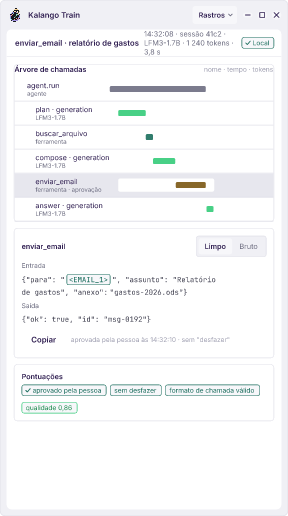 Kalango Train
Rastros
enviar_email · relatório de gastos
14:32:08 · sessão 41c2 ·
LFM3-1.7B · 1 240 tokens ·
3,8 s
Local
Árvore de chamadas
nome · tempo · tokens
agent.run
agente
plan · generation
LFM3-1.7B
buscar_arquivo
ferramenta
compose · generation
LFM3-1.7B
enviar_email
ferramenta · aprovação
answer · generation
LFM3-1.7B
enviar_email
Limpo
Bruto
Entrada
{"para": "<EMAIL_1>", "assunto": "Relatório
de gastos", "anexo": "gastos-2026.ods"}
Saída
{"ok": true, "id": "msg-0192"}
Copiar
aprovado pela pessoa às 14:32:10 · sem "desfazer"
Pontuações
aprovado pela pessoa
sem desfazer
formato de chamada válido
qualidade 0,86